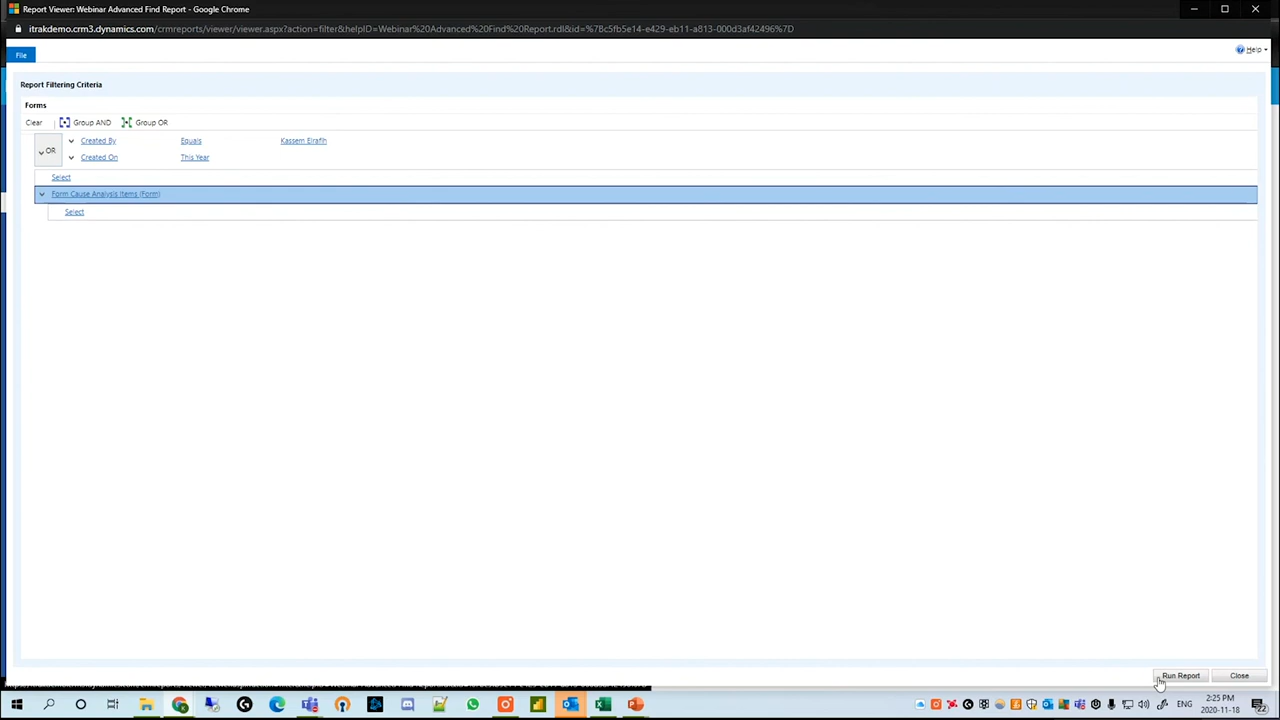 Report Viewer: Webinar Advanced Find Report - Google Chrome
itrakdemo.crm3.dynamics.com/crmreports/viewer/viewer.aspx?action=filter&helpID=Webinar%20Advanced%20Find%20Report.rdl&id=%7Bc5fb5e14-e429-eb11-a813-000d3af42496%7D
File
Help
Report Filtering Criteria
Forms
Clear Group AND Group OR
OR
Created By Equals Kassem Elrafih
Created On This Year
Select
Form Cause Analysis Items (Form)
Select
Run Report Close
ENG
2:25 PM
2020-11-18
22